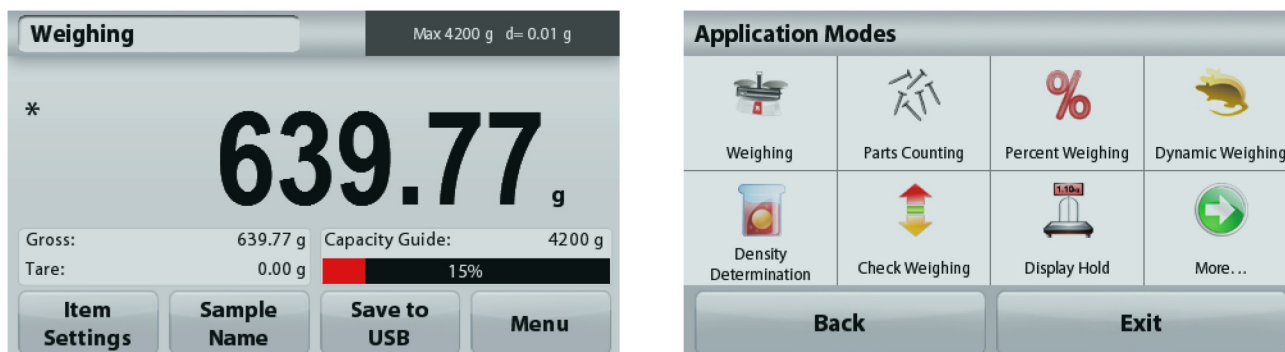 Weighing
Max 4200 g d= 0.01 g
*
639.77 g
Gross: 639.77 g
Tare: 0.00 g
Capacity Guide: 4200 g
15%
Item Settings
Sample Name
Save to USB
Menu
Application Modes
%
Weighing
Parts Counting
Percent Weighing
Dynamic Weighing
1.10kg
Density Determination
Check Weighing
Display Hold
More...
Back
Exit